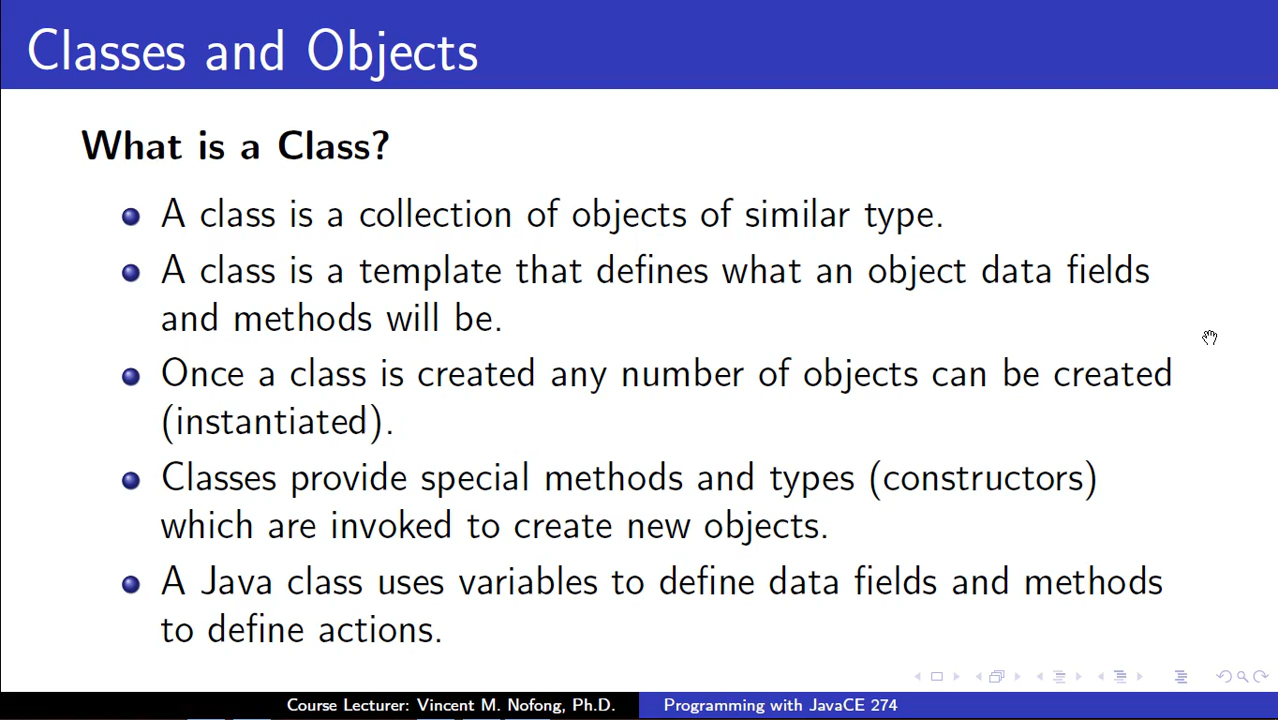 Classes and Objects
What is a Class?
A class is a collection of objects of similar type.
A class is a template that defines what an object data fields
and methods will be.
Once a class is created any number of objects can be created
(instantiated).
Classes provide special methods and types (constructors)
which are invoked to create new objects.
A Java class uses variables to define data fields and methods
to define actions.
Course Lecturer: Vincent M. Nofong, Ph.D. Programming with JavaCE 274